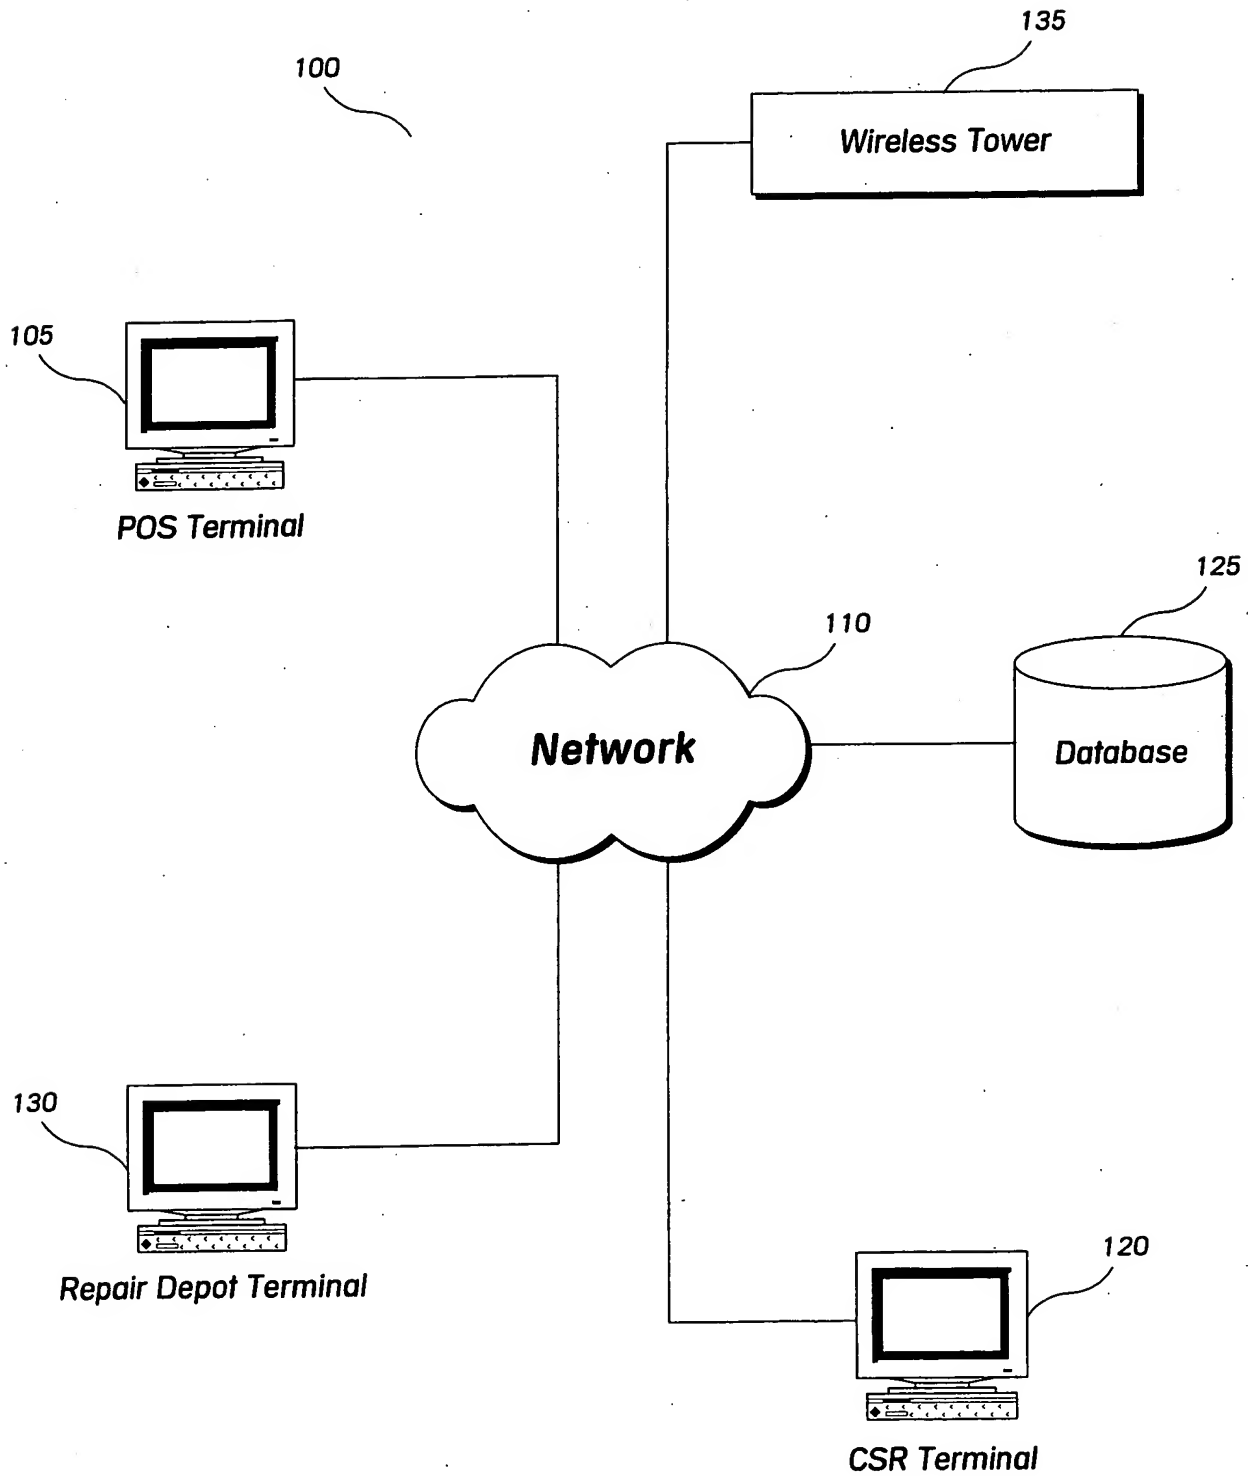 135
100
Wireless Tower
105
POS Terminal
125
110
Network
Database
130
Repair Depot Terminal
120
CSR Terminal